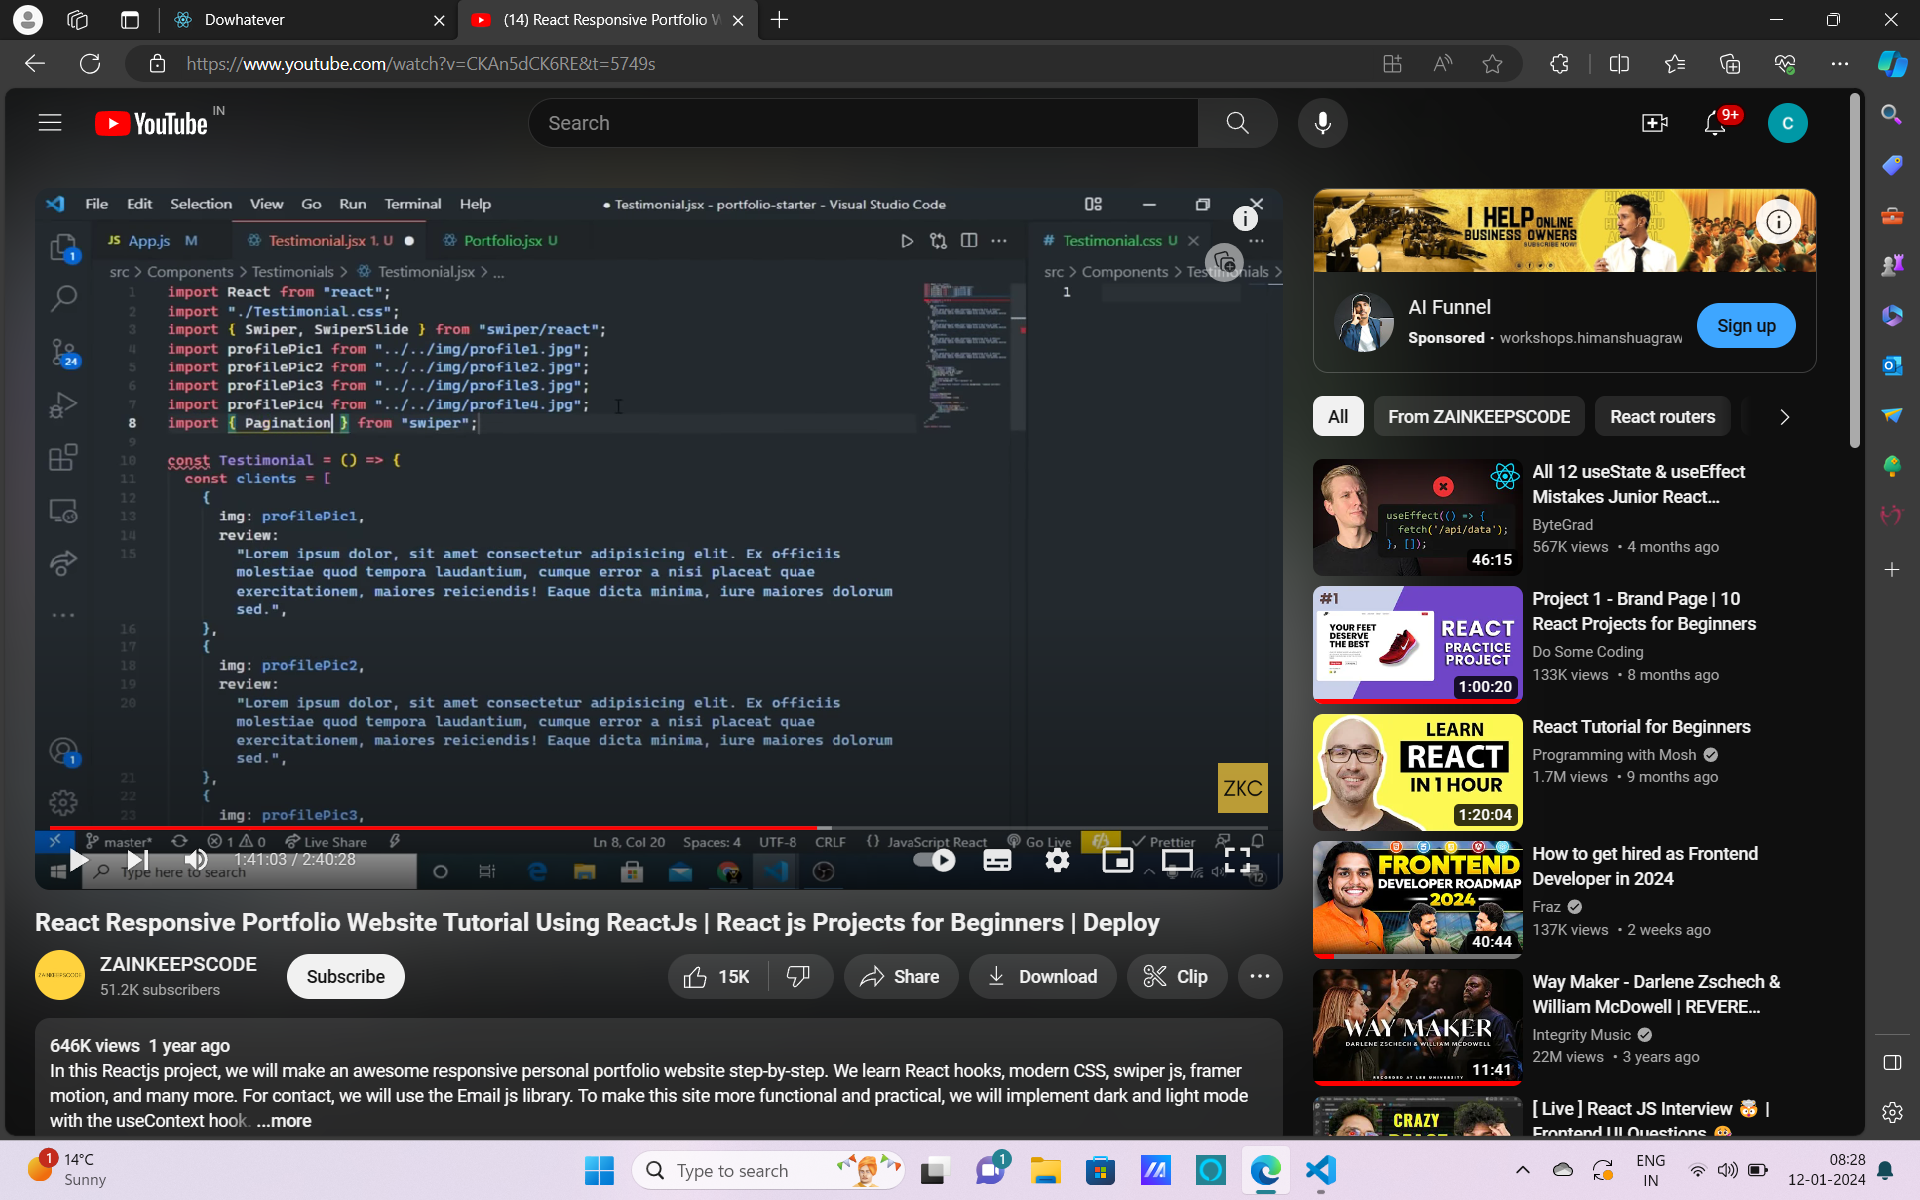 Dowhatever
(14) React Responsive Portfolio W
https://www.youtube.com/watch?v=CKAn5dCK6RE&t=5749s
YouTube IN
Search
9+
C
File Edit Selection View Go Run Terminal Help
● Testimonial.jsx - portfolio-starter - Visual Studio Code
JS App.js M
Testimonial.jsx 1, U ●
Portfolio.jsx U
# Testimonial.css U
src > Components > Testimonials > Testimonial.jsx > ...
src > Components > Testimonials >
1 import React from "react";
2 import "./Testimonial.css";
3 import { Swiper, SwiperSlide } from "swiper/react";
4 import profilePic1 from "../../img/profile1.jpg";
5 import profilePic2 from "../../img/profile2.jpg";
6 import profilePic3 from "../../img/profile3.jpg";
7 import profilePic4 from "../../img/profile4.jpg";
8 import { Pagination } from "swiper";
9
10 const Testimonial = () => {
11 const clients = [
12 {
13 img: profilePic1,
14 review:
15 "Lorem ipsum dolor, sit amet consectetur adipisicing elit. Ex officiis
molestiae quod tempora laudantium, cumque error a nisi placeat quae
exercitationem, maiores reiciendis! Eaque dicta minima, iure maiores dolorum
sed.",
16 },
17 {
18 img: profilePic2,
19 review:
20 "Lorem ipsum dolor, sit amet consectetur adipisicing elit. Ex officiis
molestiae quod tempora laudantium, cumque error a nisi placeat quae
exercitationem, maiores reiciendis! Eaque dicta minima, iure maiores dolorum
sed.",
21 },
22 {
23 img: profilePic3,
1
1
24
1
ZKC
master* 1 0 Live Share Ln 8, Col 20 Spaces: 4 UTF-8 CRLF {} JavaScript React Go Live Prettier
Type here to search
1:41:03 / 2:40:28
12
React Responsive Portfolio Website Tutorial Using ReactJs | React js Projects for Beginners | Deploy
ZAINKEEPSCODE
ZAINKEEPSCODE
51.2K subscribers
Subscribe
15K
Share
Download
Clip
646K views 1 year ago
In this Reactjs project, we will make an awesome responsive personal portfolio website step-by-step. We learn React hooks, modern CSS, swiper js, framer
motion, and many more. For contact, we will use the Email js library. To make this site more functional and practical, we will implement dark and light mode
with the useContext hook. ...more
I HELP ONLINE
BUSINESS OWNERS
SUBSCRIBE NOW!
AI Funnel
Sponsored · workshops.himanshuagraw
Sign up
All
From ZAINKEEPSCODE
React routers
useEffect(() => {
fetch('/api/data');
}, []);
46:15
All 12 useState & useEffect
Mistakes Junior React...
ByteGrad
567K views • 4 months ago
#1
YOUR FEET
DESERVE
THE BEST
REACT
PRACTICE
PROJECT
1:00:20
Project 1 - Brand Page | 10
React Projects for Beginners
Do Some Coding
133K views • 8 months ago
LEARN
REACT
IN 1 HOUR
1:20:04
React Tutorial for Beginners
Programming with Mosh
1.7M views • 9 months ago
FRONTEND
DEVELOPER ROADMAP
2024
40:44
How to get hired as Frontend
Developer in 2024
Fraz
137K views • 2 weeks ago
WAY MAKER
DARLENE ZSCHECH & WILLIAM MCDOWELL
RECORDED AT LEE UNIVERSITY
11:41
Way Maker - Darlene Zschech &
William McDowell | REVERE...
Integrity Music
22M views • 3 years ago
CRAZY
[ Live ] React JS Interview 🤯 |
Frontend UI Questions
1
14°C
Sunny
Type to search
1
ENG
IN
08:28
12-01-2024